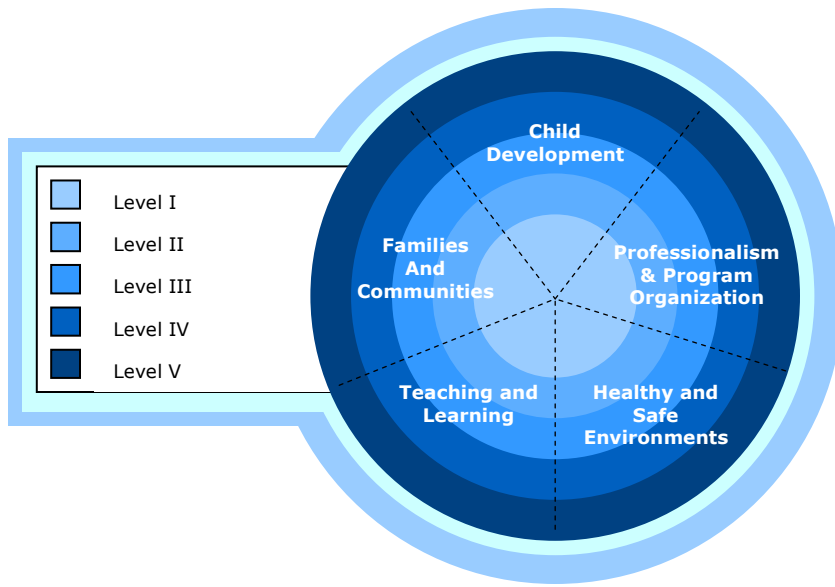 Level I
Level II
Level III
Level IV
Level V
Child
Development
Families
And
Communities
Professionalism
& Program
Organization
Teaching and
Learning
Healthy and
Safe
Environments